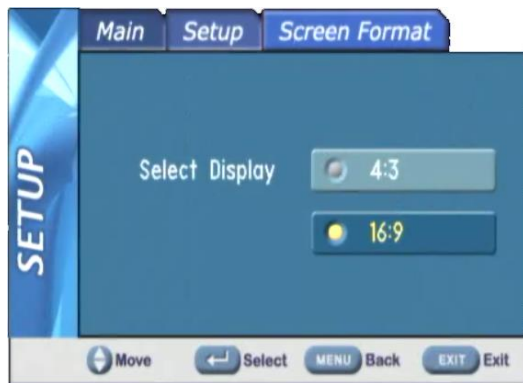 Main Setup Screen Format
SETUP
Select Display 4:3
16:9
Move Select MENU Back EXIT Exit